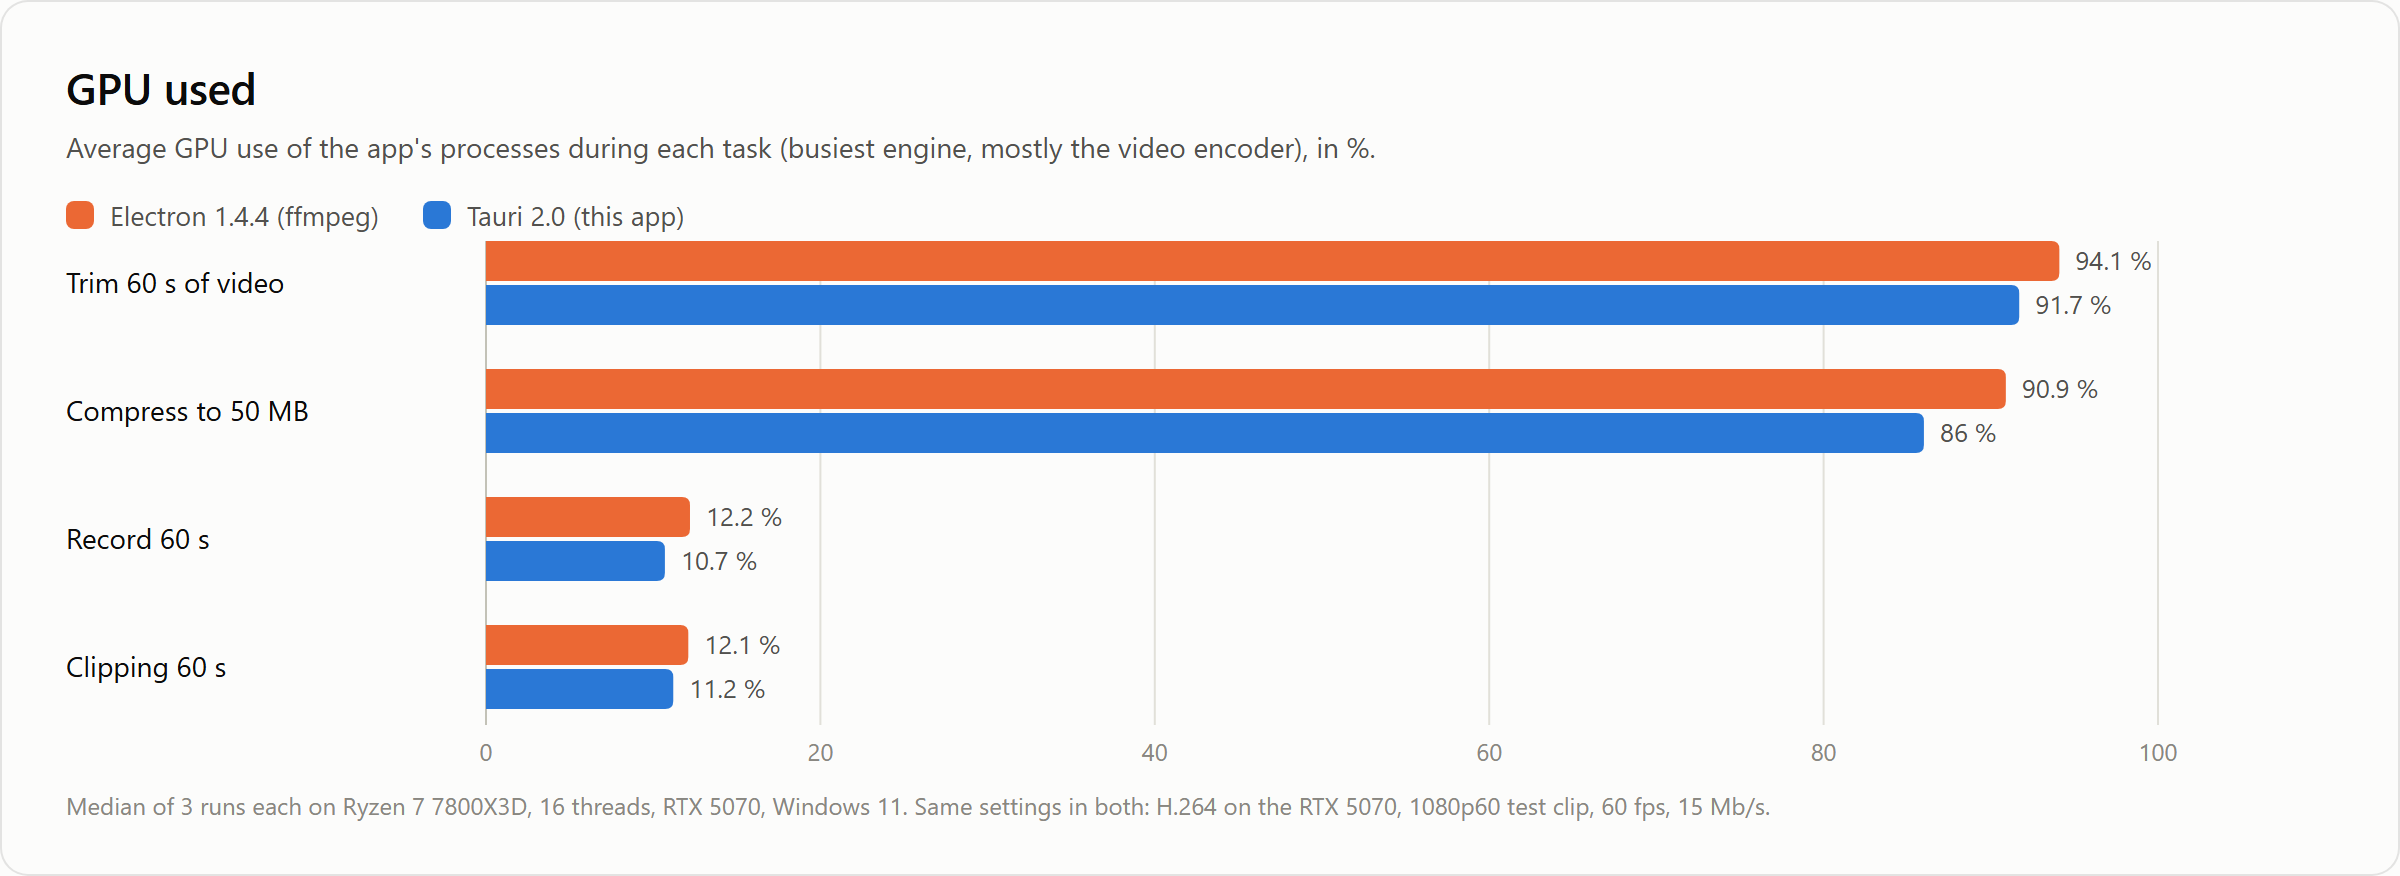 GPU used
Average GPU use of the app's processes during each task (busiest engine, mostly the video encoder), in %.
Electron 1.4.4 (ffmpeg) Tauri 2.0 (this app)
Trim 60 s of video
94.1 %
91.7 %
Compress to 50 MB
90.9 %
86 %
Record 60 s
12.2 %
10.7 %
Clipping 60 s
12.1 %
11.2 %
0 20 40 60 80 100
Median of 3 runs each on Ryzen 7 7800X3D, 16 threads, RTX 5070, Windows 11. Same settings in both: H.264 on the RTX 5070, 1080p60 test clip, 60 fps, 15 Mb/s.